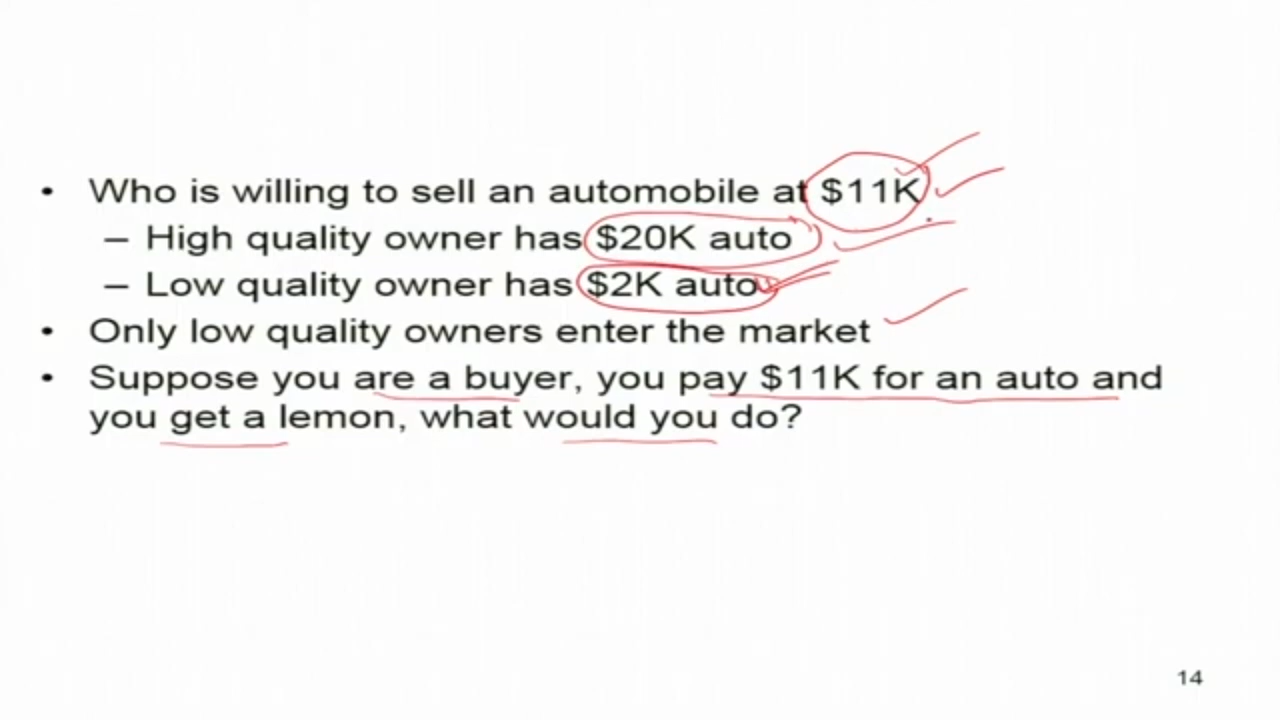 • Who is willing to sell an automobile at $11K
– High quality owner has $20K auto
– Low quality owner has $2K auto
• Only low quality owners enter the market
• Suppose you are a buyer, you pay $11K for an auto and
you get a lemon, what would you do?
14